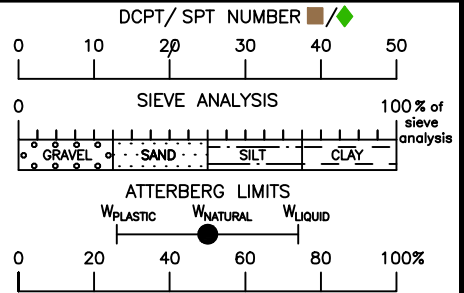 DCPT/ SPT NUMBER /
0 10 20 30 40 50
SIEVE ANALYSIS
0 100% of
sieve
analysis
GRAVEL SAND SILT CLAY
ATTERBERG LIMITS
WPLASTIC WNATURAL WLIQUID
0 20 40 60 80 100%